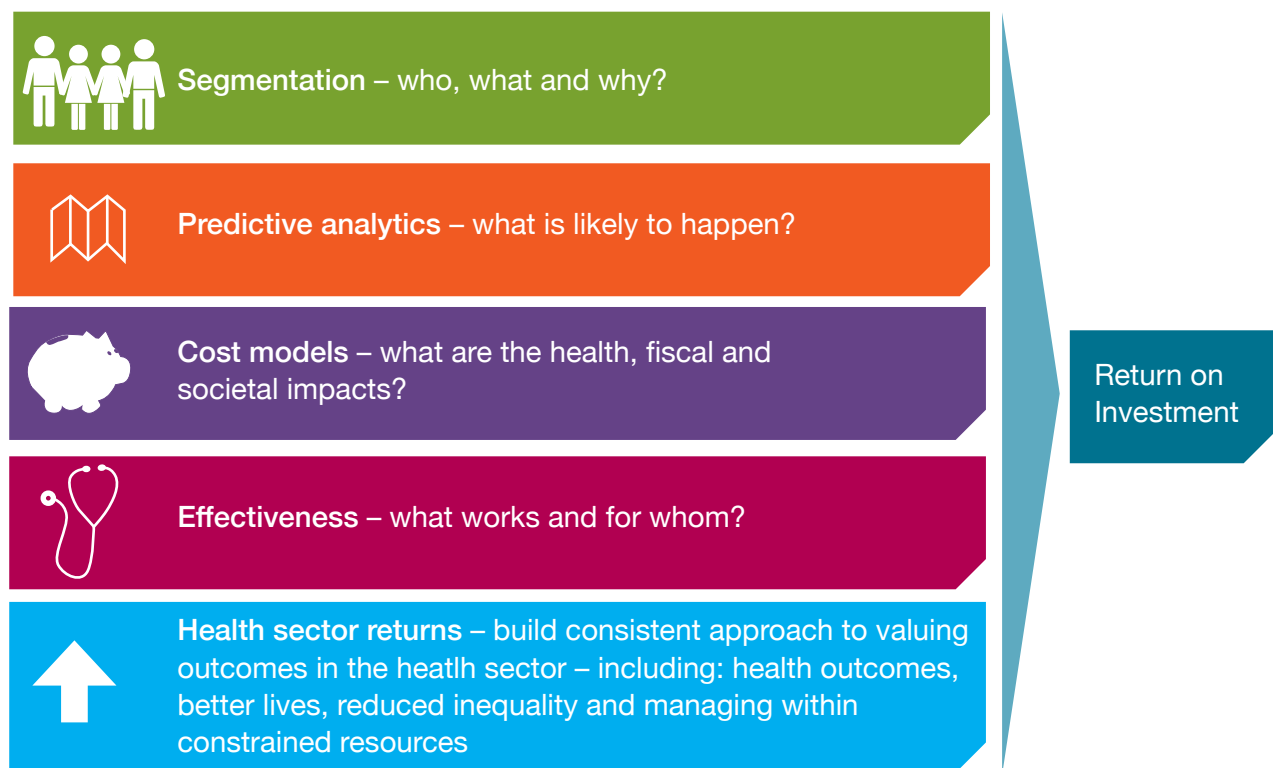 Segmentation – who, what and why?
Predictive analytics – what is likely to happen?
Cost models – what are the health, fiscal and
societal impacts?
Effectiveness – what works and for whom?
Health sector returns – build consistent approach to valuing
outcomes in the heatlh sector – including: health outcomes,
better lives, reduced inequality and managing within
constrained resources
Return on
Investment